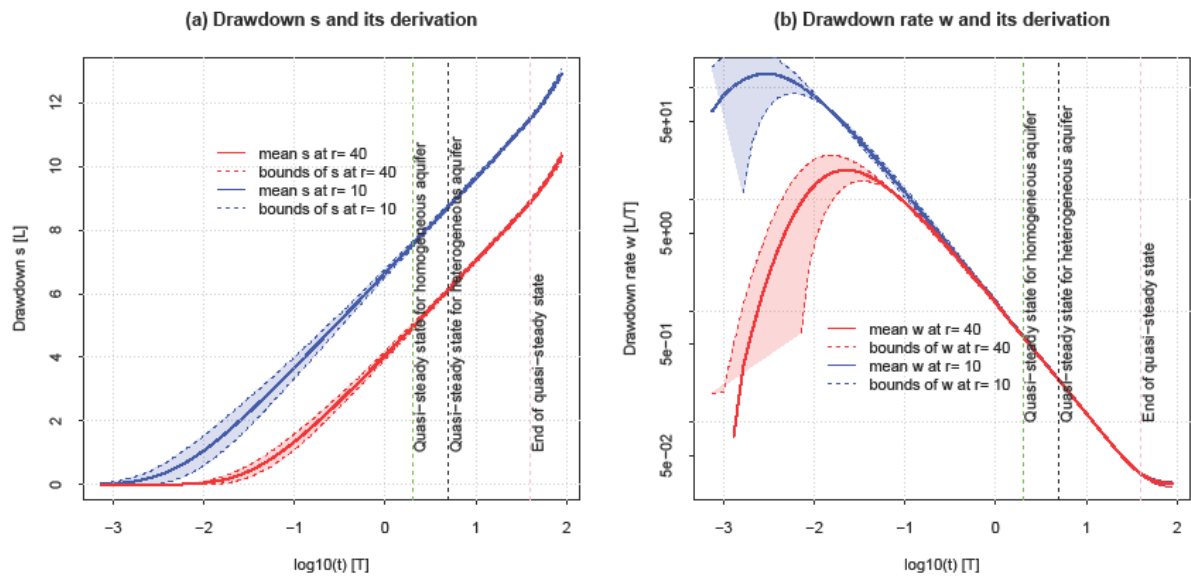 (a) Drawdown s and its derivation
Drawdown s [L]
12
10
8
6
4
2
0
mean s at r= 40
bounds of s at r= 40
mean s at r= 10
bounds of s at r= 10
Quasi−steady state for homogeneous aquifer
Quasi−steady state for heterogeneous aquifer
End of quasi−steady state
−3 −2 −1 0 1 2
log10(t) [T]
(b) Drawdown rate w and its derivation
Drawdown rate w [L/T]
5e+01
5e+00
5e−01
5e−02
mean w at r= 40
bounds of w at r= 40
mean w at r= 10
bounds of w at r= 10
Quasi−steady state for homogeneous aquifer
Quasi−steady state for heterogeneous aquifer
End of quasi−steady state
−3 −2 −1 0 1 2
log10(t) [T]